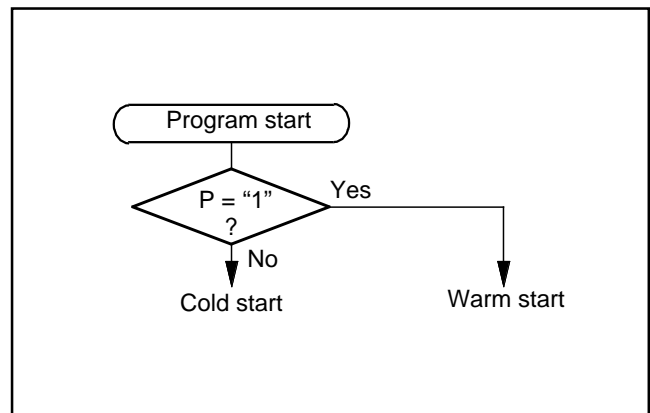 Program start
P = “1”
?
Yes
No
Cold start
Warm start